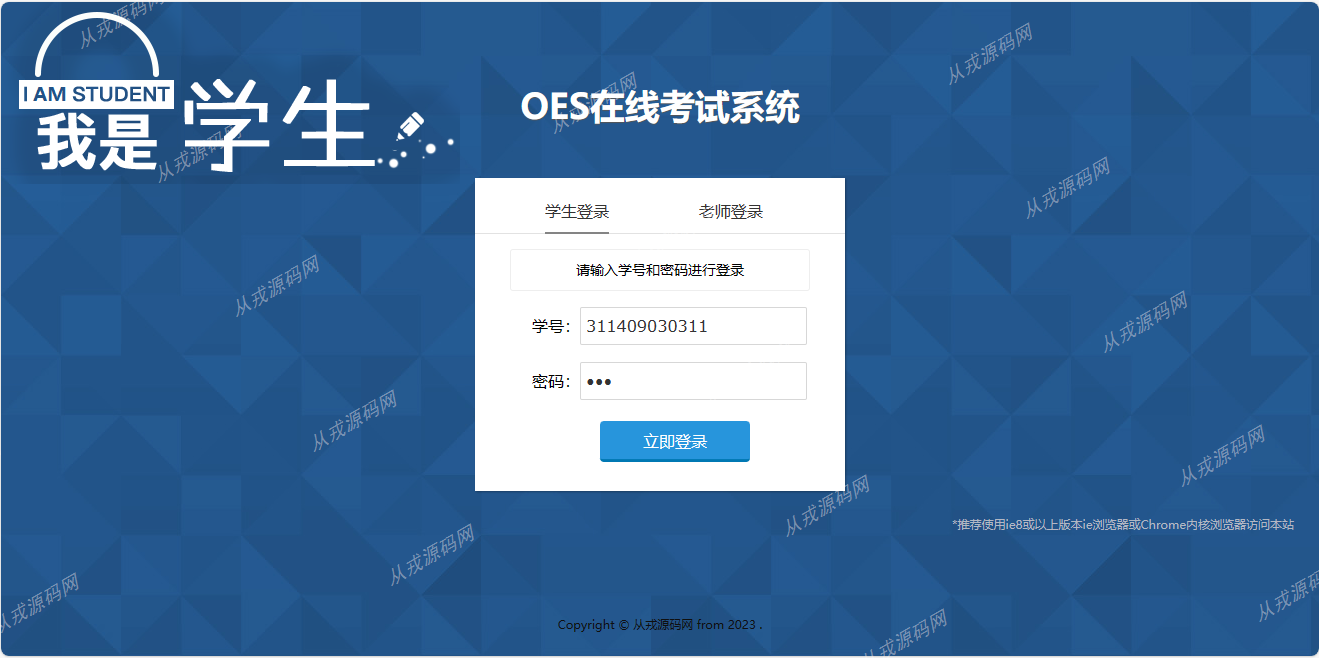 I AM STUDENT
我是学生
OES在线考试系统
学生登录 老师登录
请输入学号和密码进行登录
学号： 311409030311
密码： •••
立即登录
*推荐使用ie8或以上版本ie浏览器或Chrome内核浏览器访问本站
Copyright © 从戎源码网 from 2023 .
从戎源码网
从戎源码网
从戎源码网
从戎源码网
从戎源码网
从戎源码网
从戎源码网
从戎源码网
从戎源码网
从戎源码网
从戎源码网
从戎源码网
从戎源码网
从戎源码